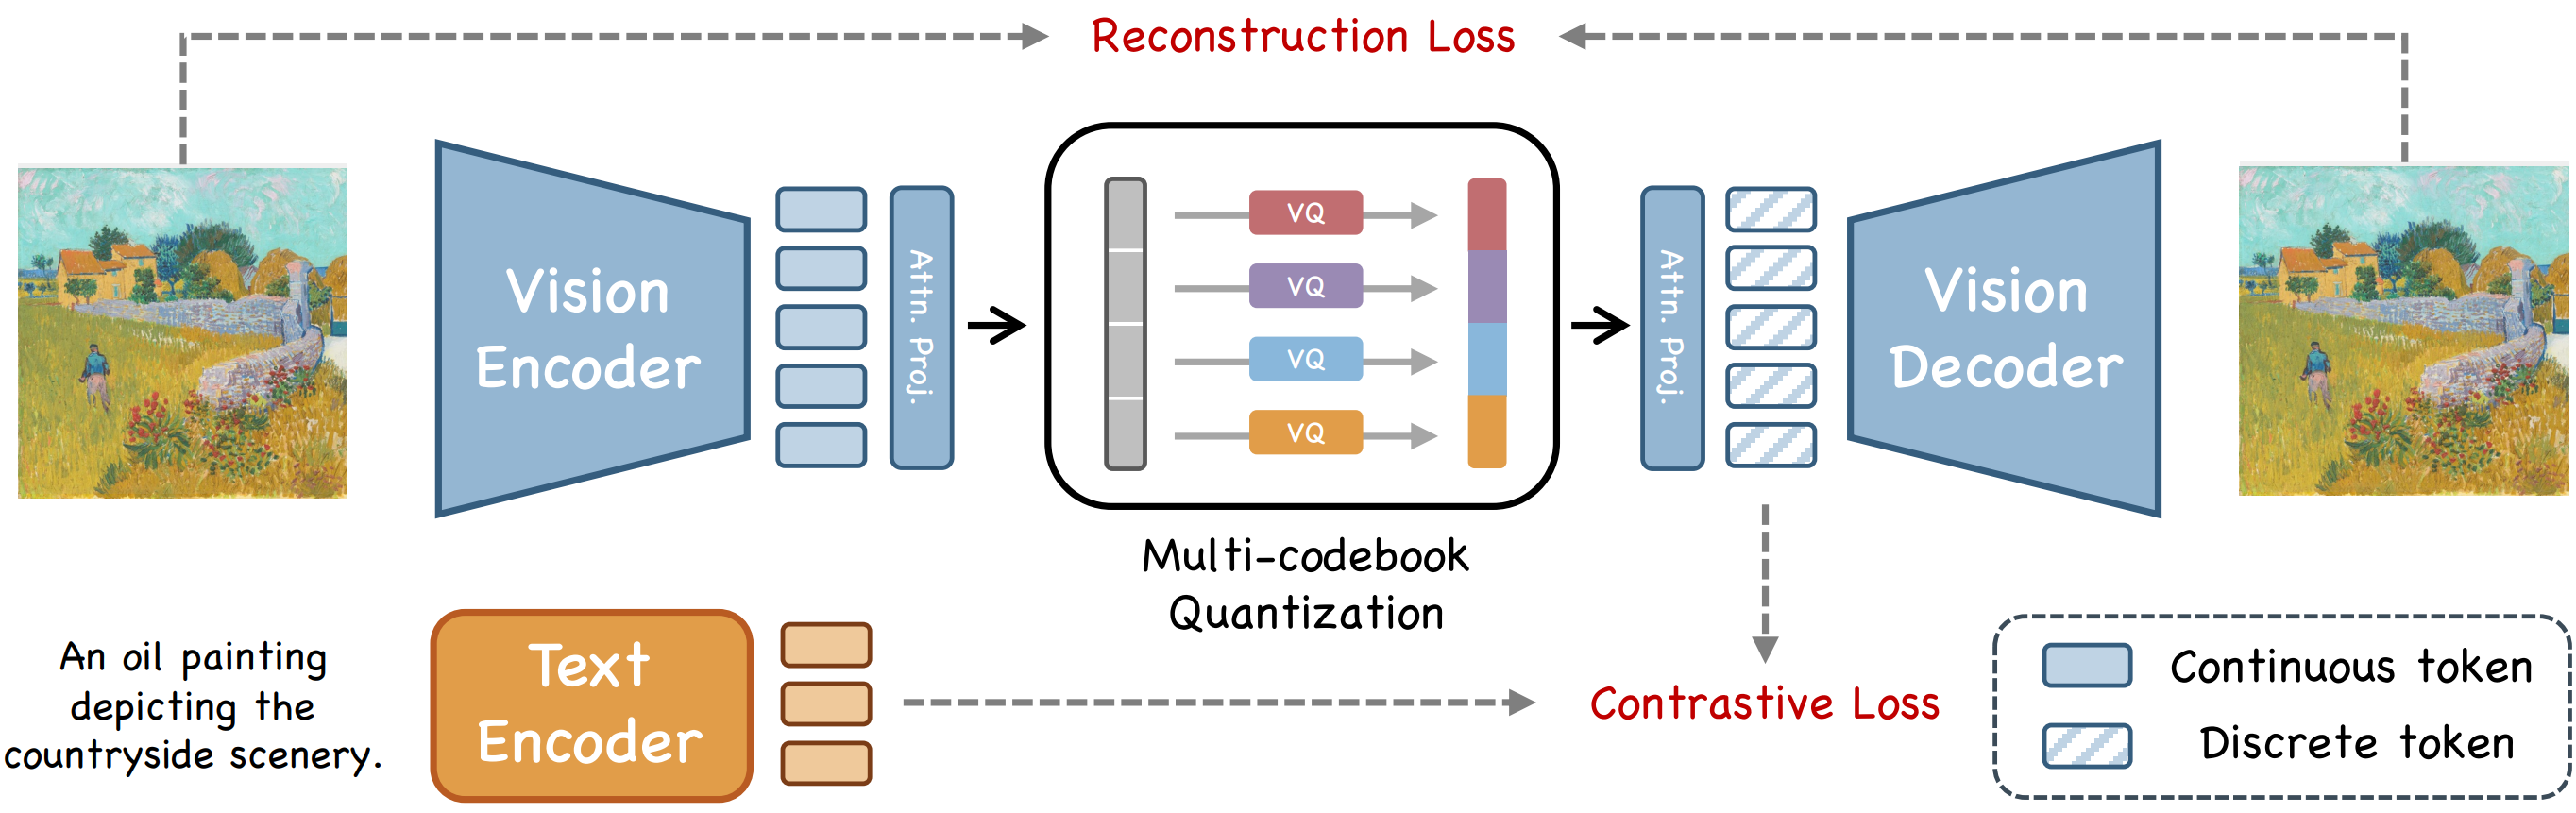 Reconstruction Loss
Vision
Encoder
Attn. Proj.
VQ
VQ
VQ
VQ
Multi-codebook
Quantization
Attn. Proj.
Vision
Decoder
An oil painting
depicting the
countryside scenery.
Text
Encoder
Contrastive Loss
Continuous token
Discrete token